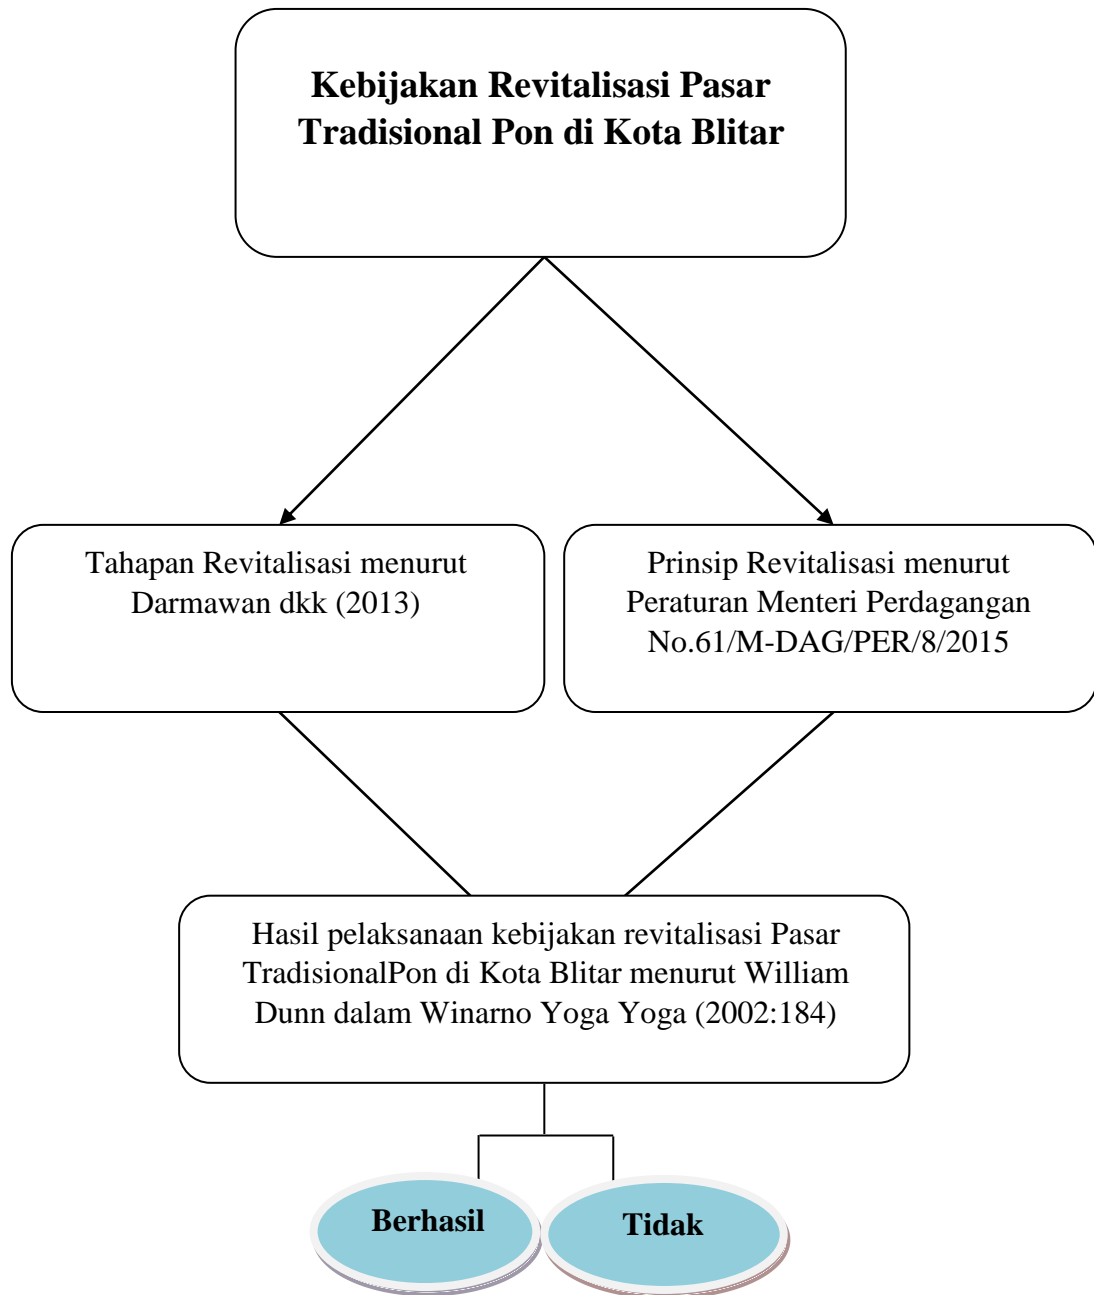 Kebijakan Revitalisasi Pasar
Tradisional Pon di Kota Blitar
Tahapan Revitalisasi menurut
Darmawan dkk (2013)
Prinsip Revitalisasi menurut
Peraturan Menteri Perdagangan
No.61/M-DAG/PER/8/2015
Hasil pelaksanaan kebijakan revitalisasi Pasar
TradisionalPon di Kota Blitar menurut William
Dunn dalam Winarno Yoga Yoga (2002:184)
Berhasil
Tidak